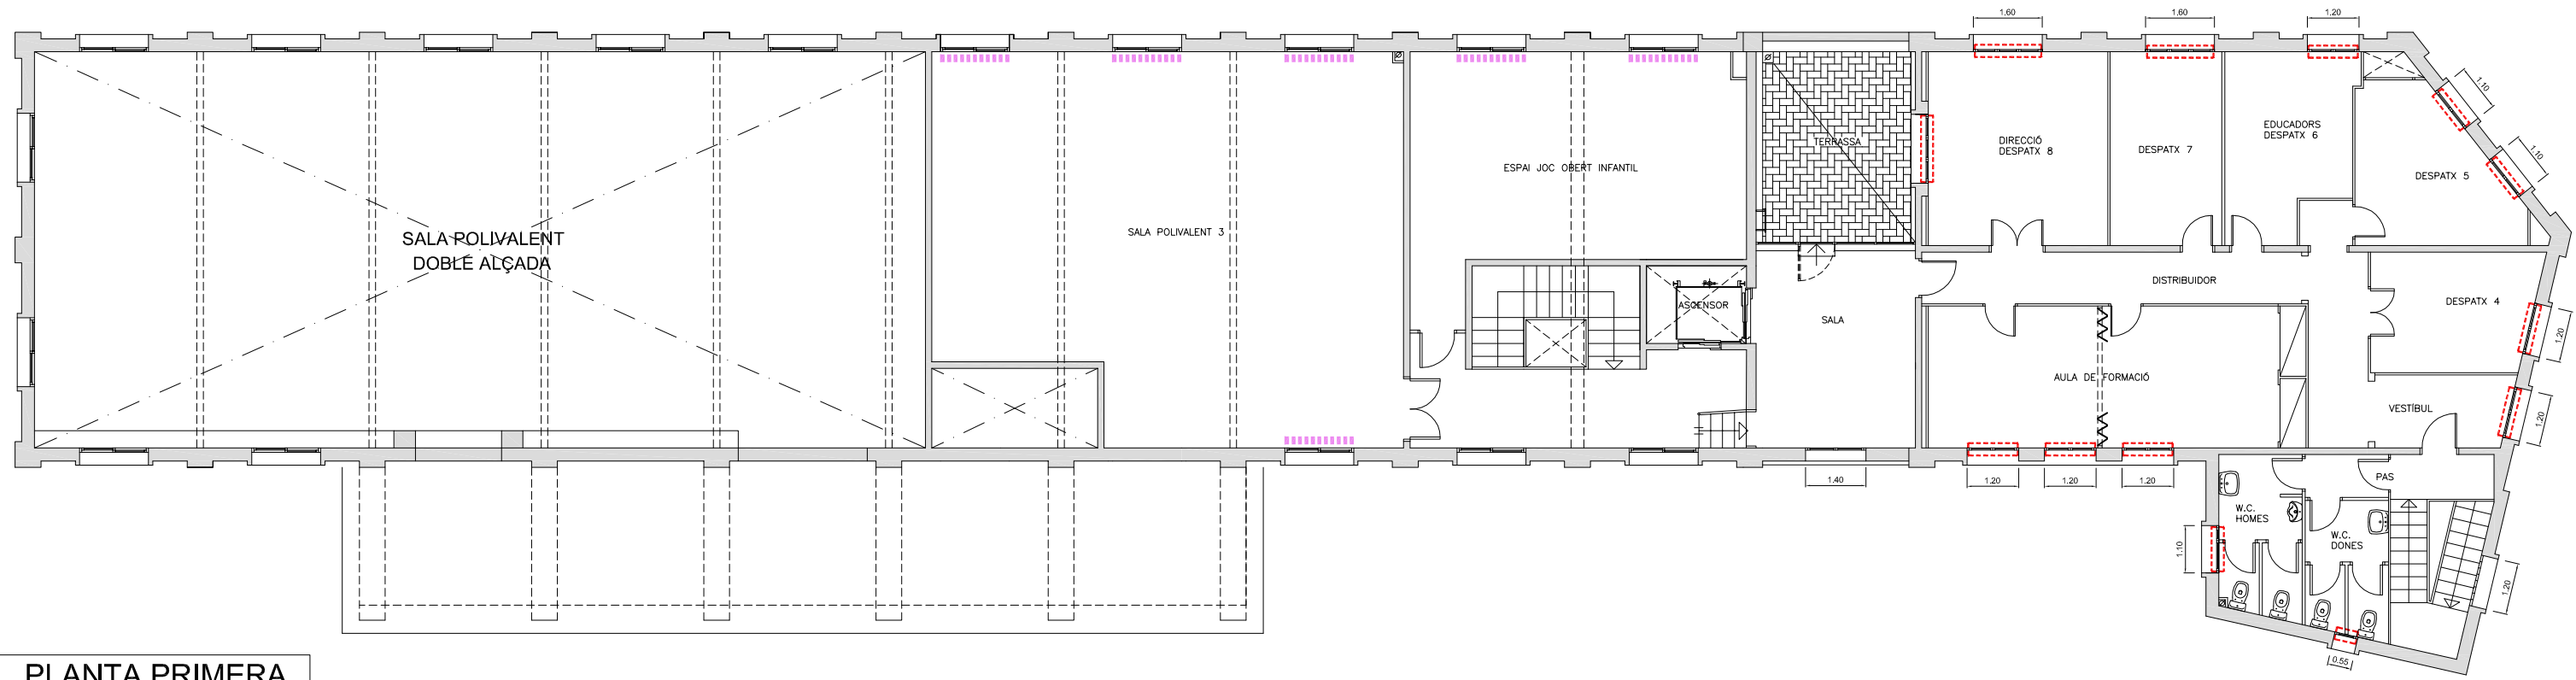 1.60
1.60
1.20
1.10
1.10
TERRASSA
DIRECCIÓ
DESPATX 8
DESPATX 7
EDUCADORS
DESPATX 6
DESPATX 5
ESPAI JOC OBERT INFANTIL
SALA POLIVALENT
DOBLE ALÇADA
SALA POLIVALENT 3
DISTRIBUIDOR
ASCENSOR
SALA
DESPATX 4
1.20
AULA DE FORMACIÓ
VESTÍBUL
1.20
1.40
1.20
1.20
1.20
PAS
W.C.
HOMES
W.C.
DONES
1.10
1.20
0.55
PLANTA PRIMERA